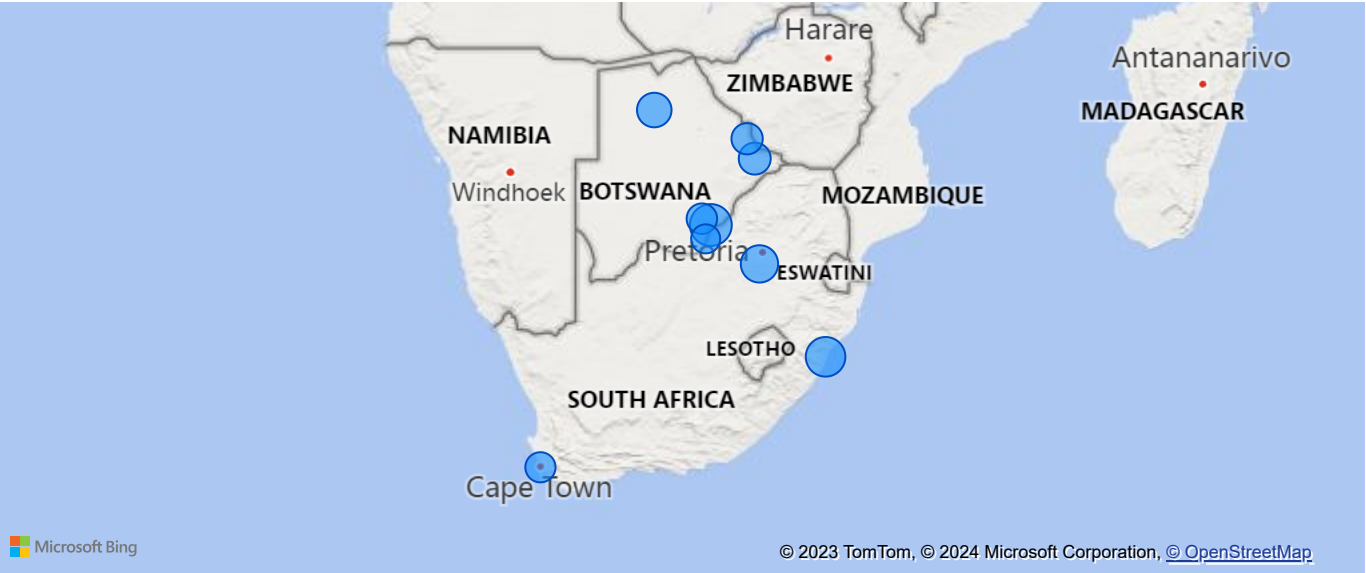 Harare
Antananarivo
ZIMBABWE
MADAGASCAR
NAMIBIA
Windhoek
BOTSWANA
MOZAMBIQUE
Pretoria
ESWATINI
LESOTHO
SOUTH AFRICA
Cape Town
Microsoft Bing
© 2023 TomTom, © 2024 Microsoft Corporation, © OpenStreetMap